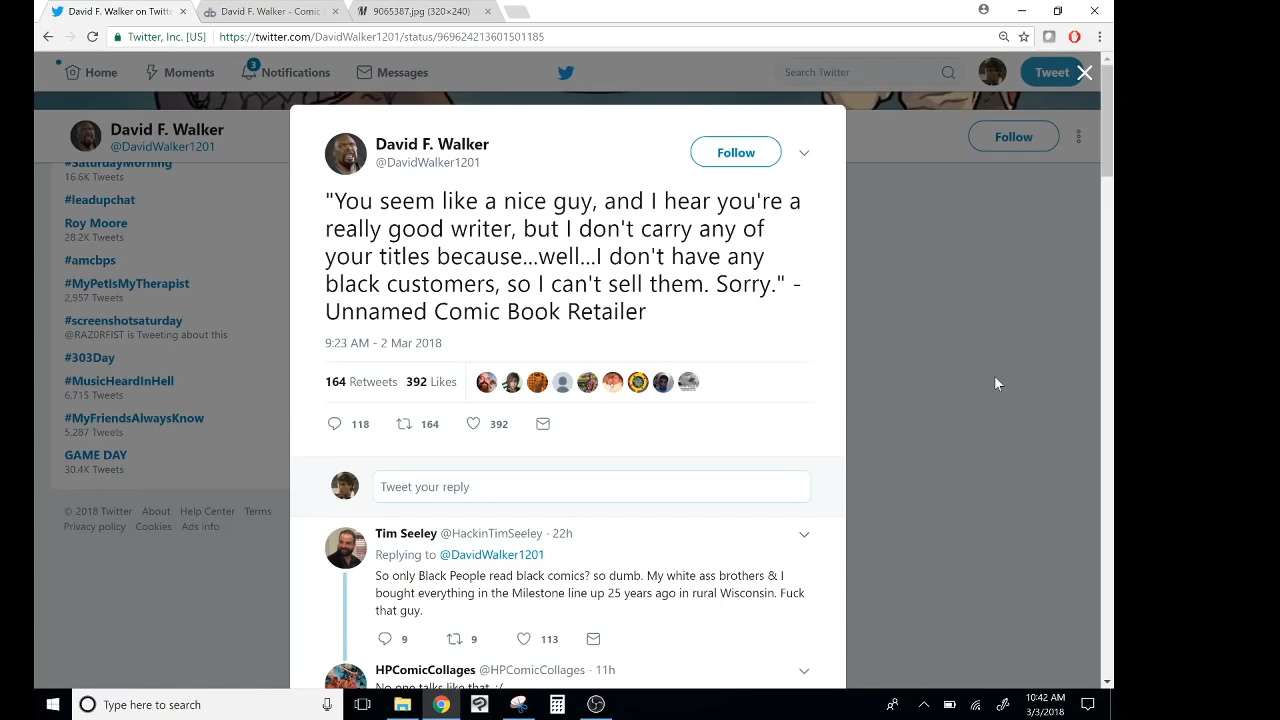 David F. Walker on Twitt
David F. Walker - Comic
9065387.jpg (320×240)
Twitter, Inc. [US]
https://twitter.com/DavidWalker1201/status/969624213601501185
Home
Moments
3
Notifications
Messages
Search Twitter
Tweet
David F. Walker
@DavidWalker1201
Follow
#SaturdayMorning
16.6K Tweets
#leadupchat
Roy Moore
28.2K Tweets
#amcbps
#MyPetIsMyTherapist
2,957 Tweets
#screenshotsaturday
@RAZ0RFIST is Tweeting about this
#303Day
#MusicHeardInHell
6,715 Tweets
#MyFriendsAlwaysKnow
5,287 Tweets
GAME DAY
30.4K Tweets
© 2018 Twitter About Help Center Terms
Privacy policy Cookies Ads info
David F. Walker
@DavidWalker1201
Follow
"You seem like a nice guy, and I hear you're a
really good writer, but I don't carry any of
your titles because...well...I don't have any
black customers, so I can't sell them. Sorry." -
Unnamed Comic Book Retailer
9:23 AM - 2 Mar 2018
164 Retweets 392 Likes
118 164 392
Tweet your reply
Tim Seeley @HackinTimSeeley · 22h
Replying to @DavidWalker1201
So only Black People read black comics? so dumb. My white ass brothers & I
bought everything in the Milestone line up 25 years ago in rural Wisconsin. Fuck
that guy.
9 9 113
HPComicCollages @HPComicCollages · 11h
No one talks like that. :/
Type here to search
10:42 AM
3/3/2018